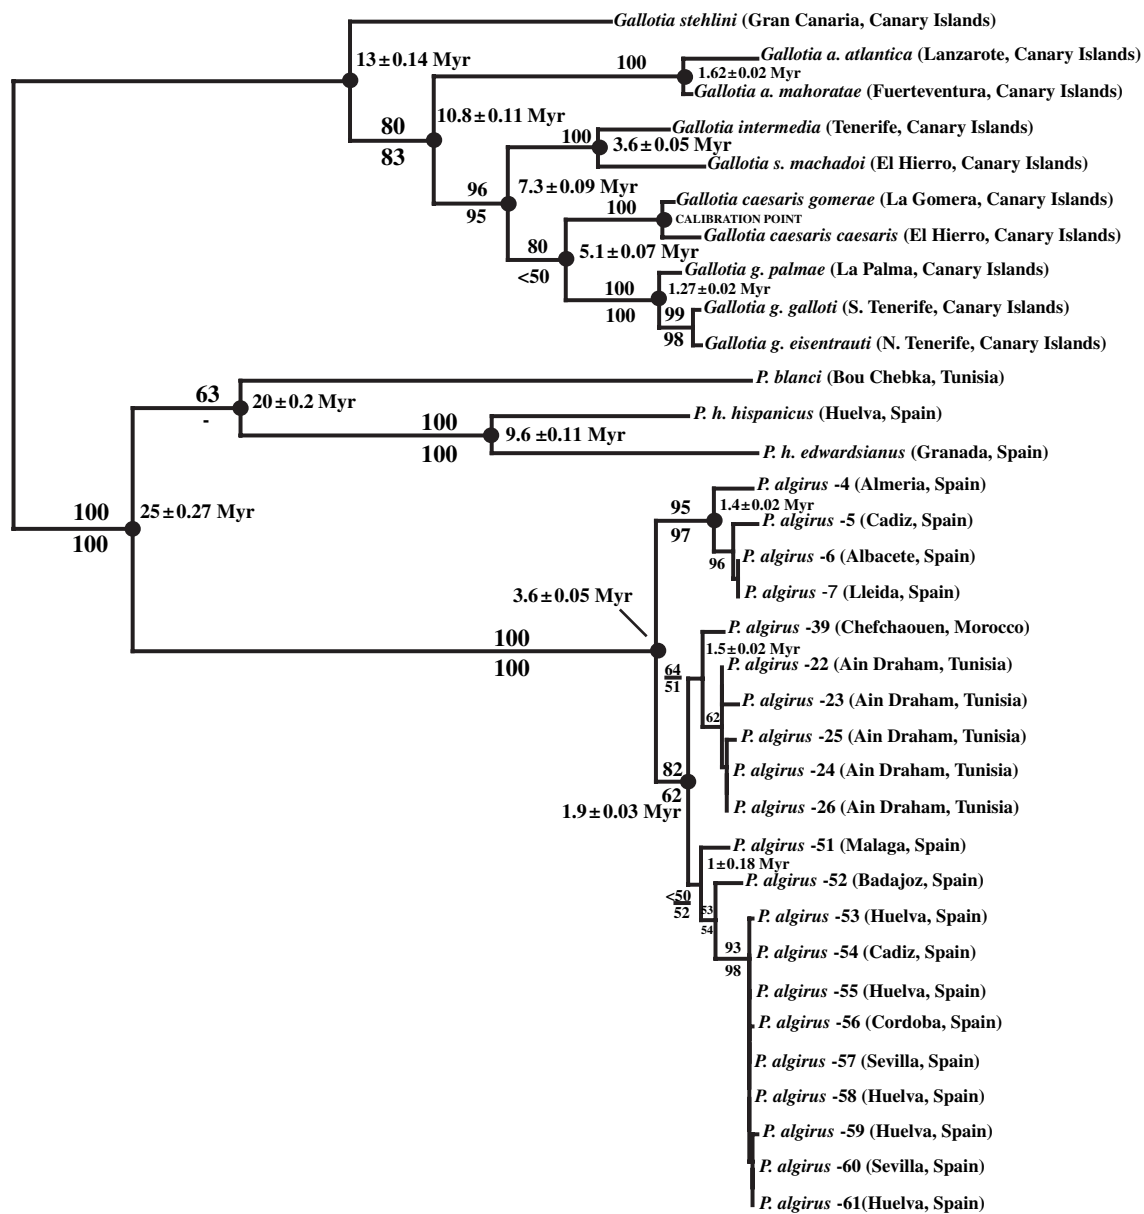 Gallotia stehlini (Gran Canaria, Canary Islands)
13±0.14 Myr
Gallotia a. atlantica (Lanzarote, Canary Islands)
100
1.62±0.02 Myr
Gallotia a. mahoratae (Fuerteventura, Canary Islands)
10.8±0.11 Myr
80
83
Gallotia intermedia (Tenerife, Canary Islands)
100
3.6±0.05 Myr
Gallotia s. machadoi (El Hierro, Canary Islands)
96
95
7.3±0.09 Myr
Gallotia caesaris gomerae (La Gomera, Canary Islands)
100
CALIBRATION POINT
Gallotia caesaris caesaris (El Hierro, Canary Islands)
80
<50
5.1±0.07 Myr
Gallotia g. palmae (La Palma, Canary Islands)
100
100
1.27±0.02 Myr
Gallotia g. galloti (S. Tenerife, Canary Islands)
99
98
Gallotia g. eisentrauti (N. Tenerife, Canary Islands)
P. blanci (Bou Chebka, Tunisia)
63
-
20±0.2 Myr
P. h. hispanicus (Huelva, Spain)
100
100
9.6 ±0.11 Myr
P. h. edwardsianus (Granada, Spain)
P. algirus -4 (Almeria, Spain)
95
97
1.4±0.02 Myr
100
100
25±0.27 Myr
P. algirus -5 (Cadiz, Spain)
96
P. algirus -6 (Albacete, Spain)
P. algirus -7 (Lleida, Spain)
3.6±0.05 Myr
100
100
P. algirus -39 (Chefchaouen, Morocco)
1.5±0.02 Myr
64
51
P. algirus -22 (Ain Draham, Tunisia)
P. algirus -23 (Ain Draham, Tunisia)
62
P. algirus -25 (Ain Draham, Tunisia)
P. algirus -24 (Ain Draham, Tunisia)
82
62
P. algirus -26 (Ain Draham, Tunisia)
1.9±0.03 Myr
P. algirus -51 (Malaga, Spain)
1±0.18 Myr
P. algirus -52 (Badajoz, Spain)
<50
52
53
54
P. algirus -53 (Huelva, Spain)
93
98
P. algirus -54 (Cadiz, Spain)
P. algirus -55 (Huelva, Spain)
P. algirus -56 (Cordoba, Spain)
P. algirus -57 (Sevilla, Spain)
P. algirus -58 (Huelva, Spain)
P. algirus -59 (Huelva, Spain)
P. algirus -60 (Sevilla, Spain)
P. algirus -61(Huelva, Spain)